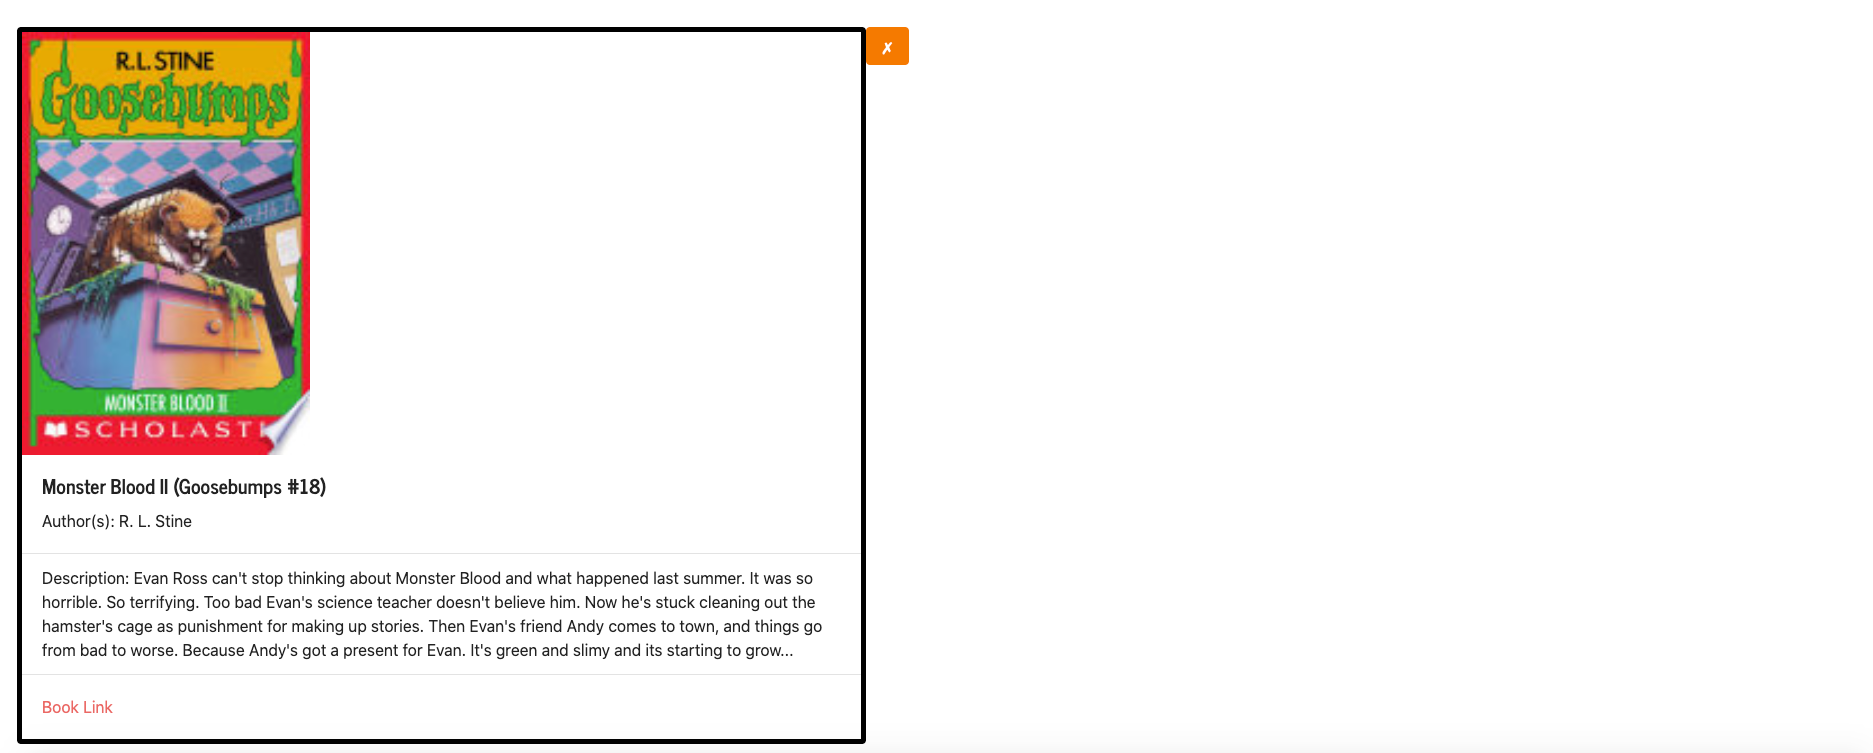 R.L. STINE
Goosebumps
MONSTER BLOOD II
SCHOLASTI
✗
Monster Blood II (Goosebumps #18)
Author(s): R. L. Stine
Description: Evan Ross can't stop thinking about Monster Blood and what happened last summer. It was so
horrible. So terrifying. Too bad Evan's science teacher doesn't believe him. Now he's stuck cleaning out the
hamster's cage as punishment for making up stories. Then Evan's friend Andy comes to town, and things go
from bad to worse. Because Andy's got a present for Evan. It's green and slimy and its starting to grow...
Book Link